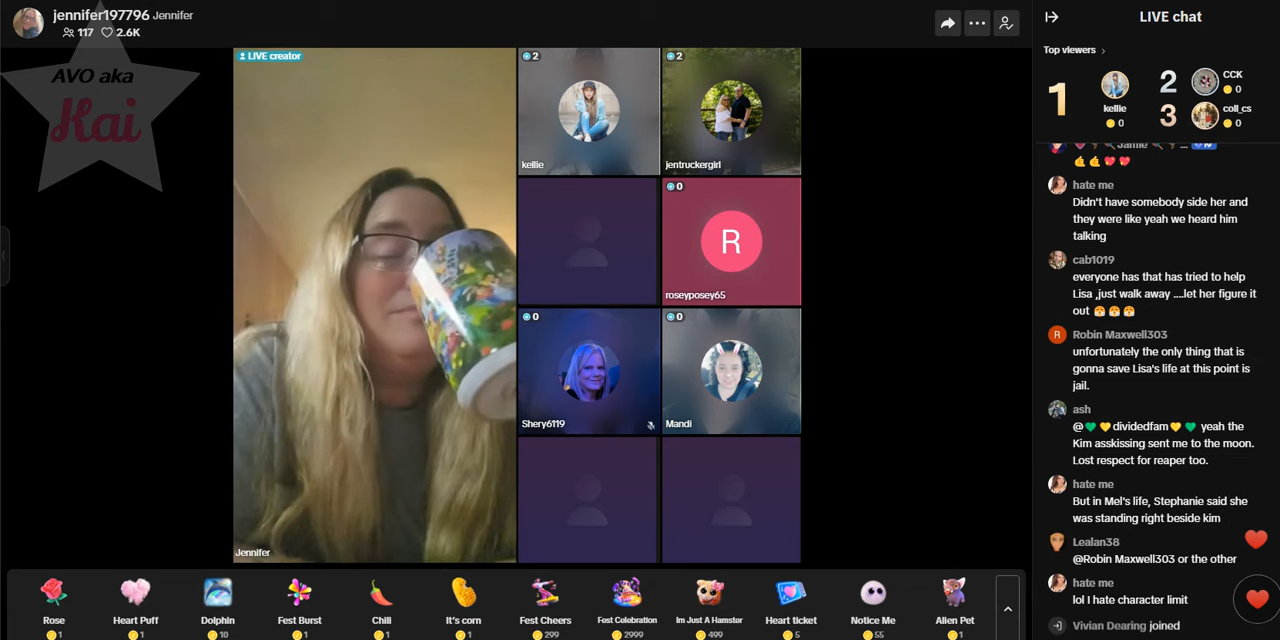 jennifer197796 Jennifer
117 2.6K
AVO aka
Kai
LIVE creator
2
kellie
2
jentruckergirl
0
roseyposey65
0
Shery6119
0
Mandi
Jennifer
Rose
1
Heart Puff
1
Dolphin
10
Fest Burst
1
Chili
1
It's corn
1
Fest Cheers
299
Fest Celebration
2999
Im Just A Hamster
499
Heart ticket
5
Notice Me
55
Alien Pet
1
LIVE chat
Top viewers
1
kellie
0
2
CCK
0
3
coll_cs
0
Jamie
hate me
Didn't have somebody side her and
they were like yeah we heard him
talking
cab1019
everyone has that has tried to help
Lisa ,just walk away ....let her figure it
out
R
Robin Maxwell303
unfortunately the only thing that is
gonna save Lisa's life at this point is
jail.
ash
@💚💛dividedfam💛💚 yeah the
Kim asskissing sent me to the moon.
Lost respect for reaper too.
hate me
But in Mel's life, Stephanie said she
was standing right beside kim
Lealan38
@Robin Maxwell303 or the other
hate me
lol I hate character limit
Vivian Dearing joined
R